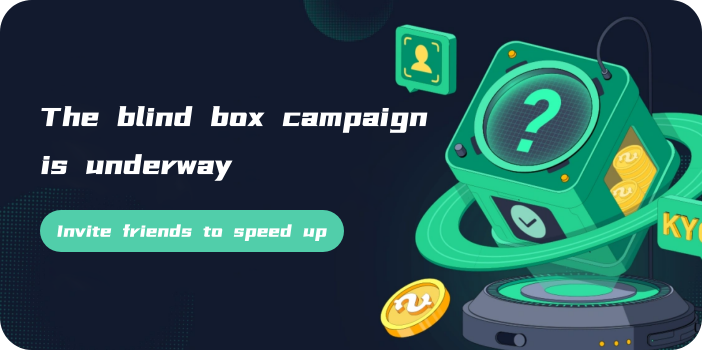 The blind box campaign
is underway
Invite friends to speed up
?